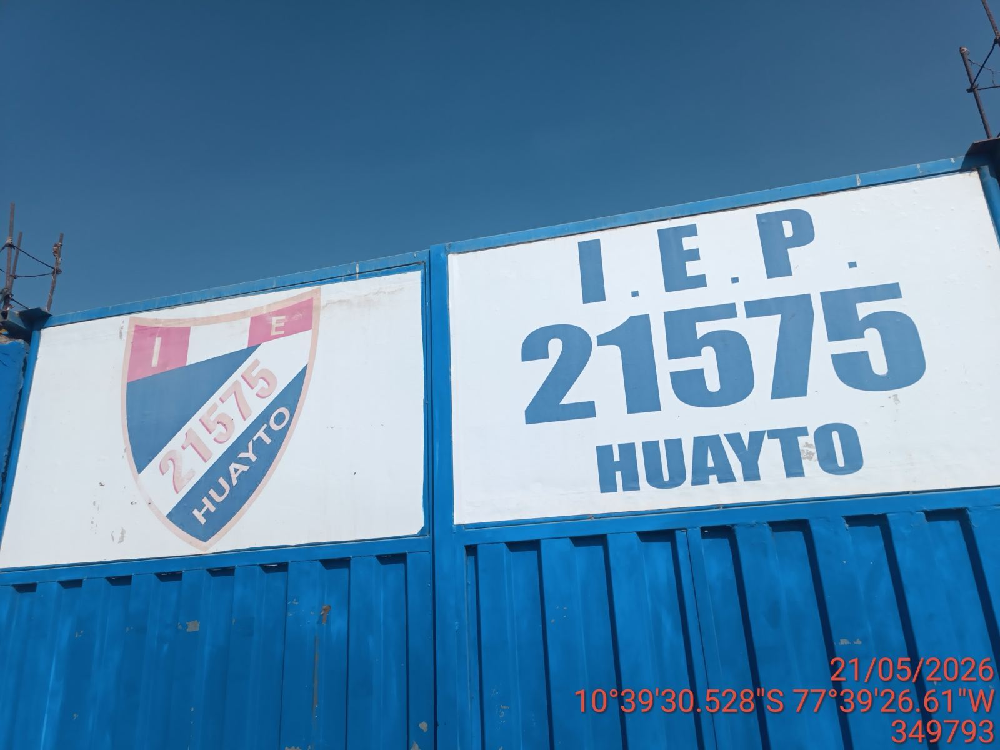 I E
21575
HUAYTO
I.E.P.
21575
HUAYTO
21/05/2026
10°39'30.528"S 77°39'26.61"W
349793